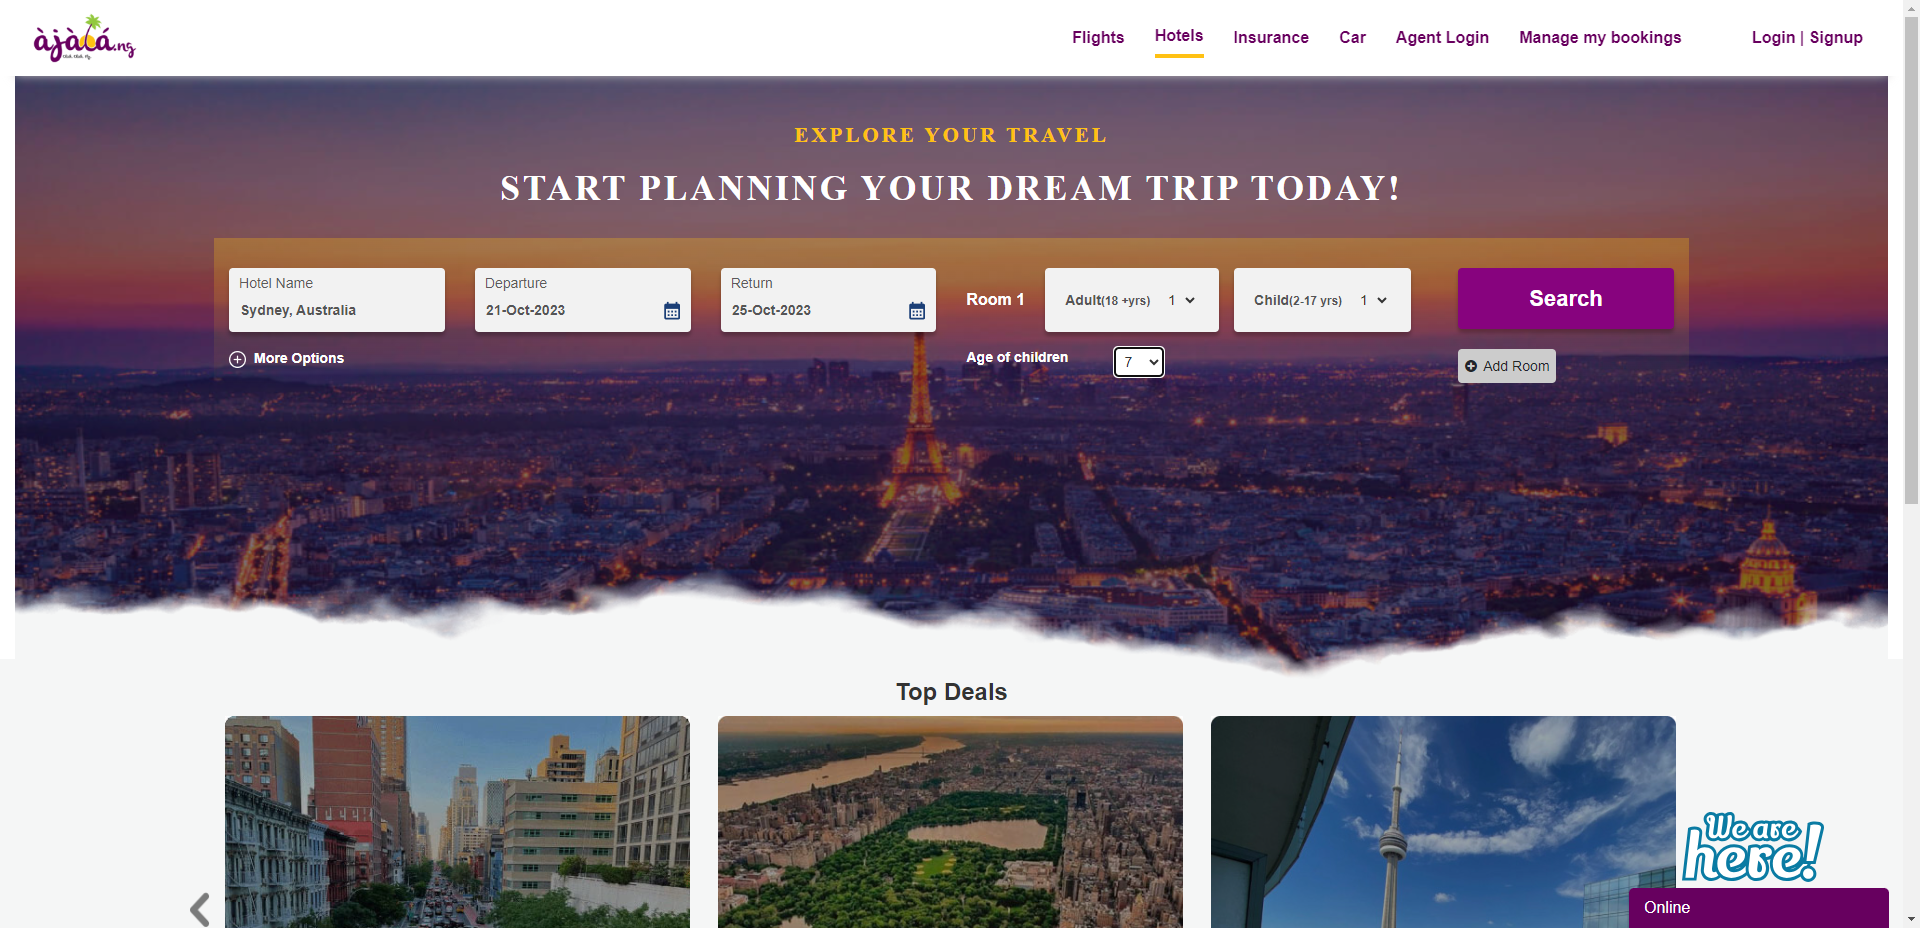 àjàlá.ng
Flights
Hotels
Insurance
Car
Agent Login
Manage my bookings
Login | Signup
EXPLORE YOUR TRAVEL
START PLANNING YOUR DREAM TRIP TODAY!
Hotel Name
Sydney, Australia
Departure
21-Oct-2023
Return
25-Oct-2023
Room 1
Adult(18 +yrs) 1
Child(2-17 yrs) 1
Search
More Options
Age of children
7
Add Room
Top Deals
We are
here!
Online